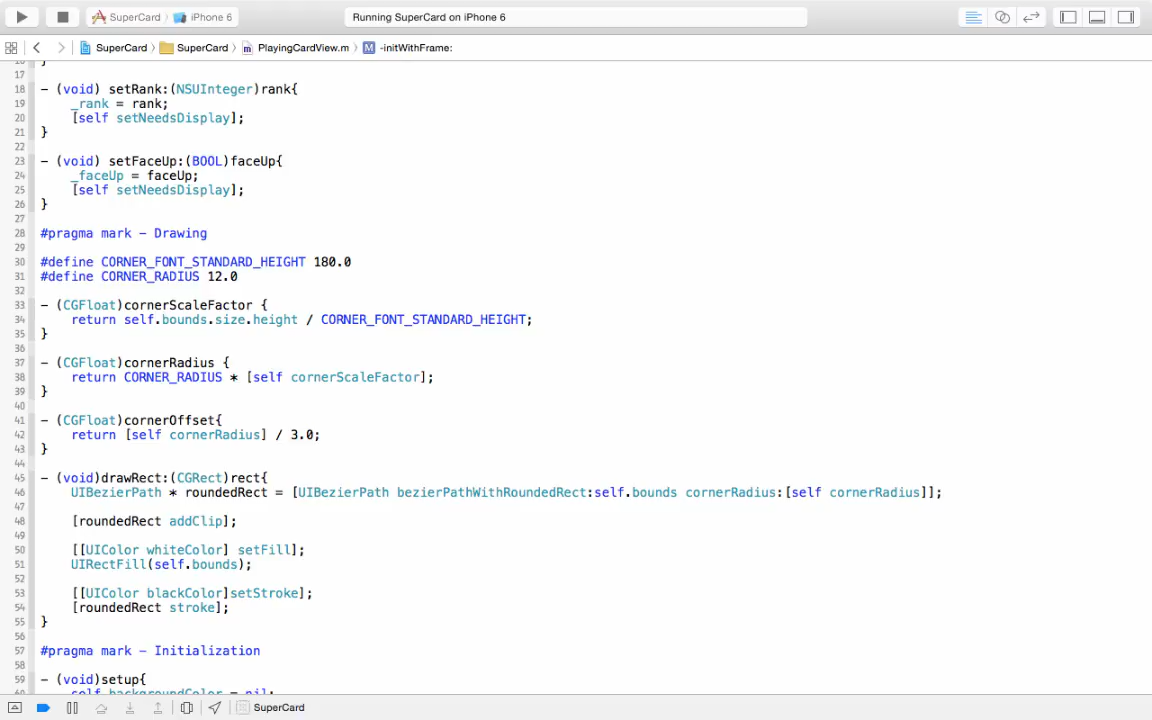 SuperCard iPhone 6 Running SuperCard on iPhone 6
SuperCard SuperCard PlayingCardView.m M -initWithFrame:
}
17
18 - (void) setRank:(NSUInteger)rank{
19 _rank = rank;
20 [self setNeedsDisplay];
21 }
22
23 - (void) setFaceUp:(BOOL)faceUp{
24 _faceUp = faceUp;
25 [self setNeedsDisplay];
26 }
27
28 #pragma mark - Drawing
29
30 #define CORNER_FONT_STANDARD_HEIGHT 180.0
31 #define CORNER_RADIUS 12.0
32
33 - (CGFloat)cornerScaleFactor {
34 return self.bounds.size.height / CORNER_FONT_STANDARD_HEIGHT;
35 }
36
37 - (CGFloat)cornerRadius {
38 return CORNER_RADIUS * [self cornerScaleFactor];
39 }
40
41 - (CGFloat)cornerOffset{
42 return [self cornerRadius] / 3.0;
43 }
44
45 - (void)drawRect:(CGRect)rect{
46 UIBezierPath * roundedRect = [UIBezierPath bezierPathWithRoundedRect:self.bounds cornerRadius:[self cornerRadius]];
47
48 [roundedRect addClip];
49
50 [[UIColor whiteColor] setFill];
51 UIRectFill(self.bounds);
52
53 [[UIColor blackColor]setStroke];
54 [roundedRect stroke];
55 }
56
57 #pragma mark - Initialization
58
59 - (void)setup{
60 self.backgroundColor = nil;
SuperCard